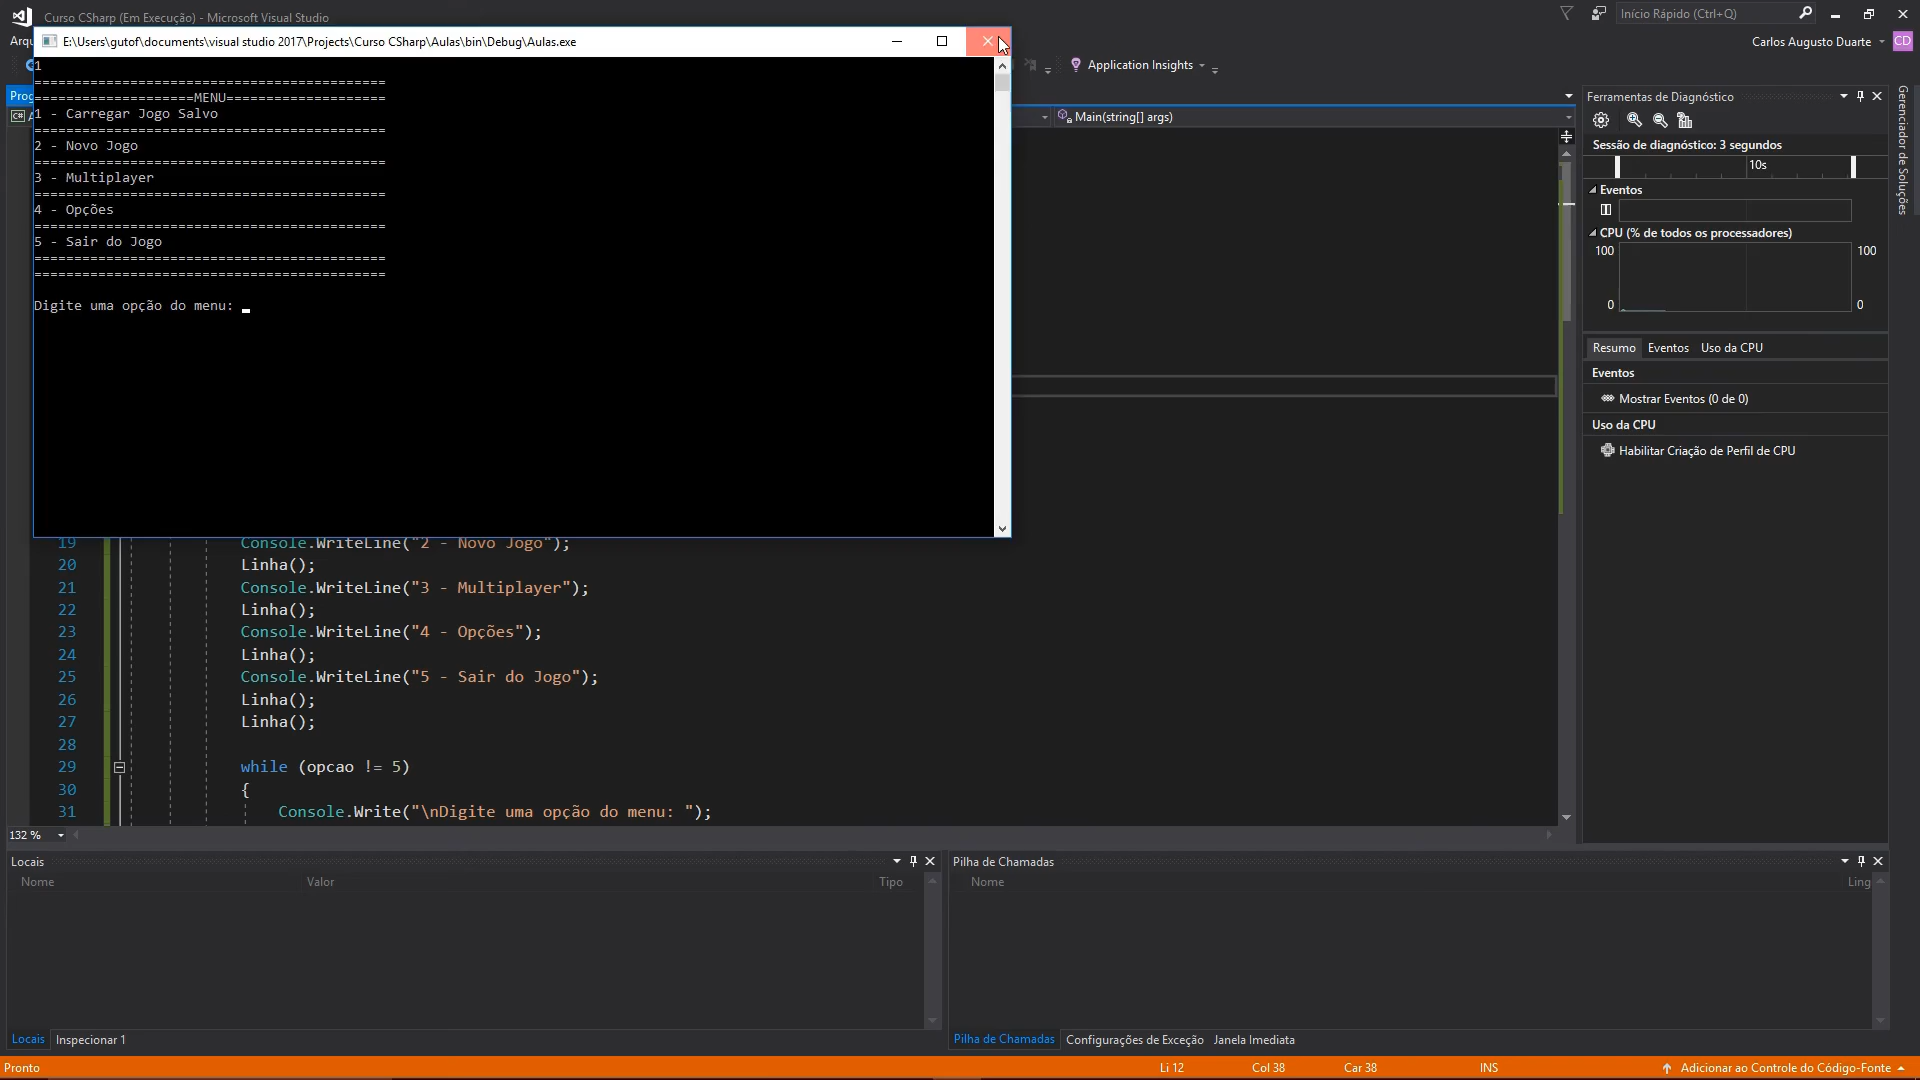 Curso CSharp (Em Execução) - Microsoft Visual Studio
Início Rápido (Ctrl+Q)
E:\Users\gutof\documents\visual studio 2017\Projects\Curso CSharp\Aulas\bin\Debug\Aulas.exe
Carlos Augusto Duarte
CD
Application Insights
Main(string[] args)
1
============================================
====================MENU====================
1 - Carregar Jogo Salvo
============================================
2 - Novo Jogo
============================================
3 - Multiplayer
============================================
4 - Opções
============================================
5 - Sair do Jogo
============================================
============================================
Digite uma opção do menu:
19 Console.WriteLine("2 - Novo Jogo");
20 Linha();
21 Console.WriteLine("3 - Multiplayer");
22 Linha();
23 Console.WriteLine("4 - Opções");
24 Linha();
25 Console.WriteLine("5 - Sair do Jogo");
26 Linha();
27 Linha();
28
29 while (opcao != 5)
30 {
31 Console.Write("\nDigite uma opção do menu: ");
132 %
Ferramentas de Diagnóstico
Sessão de diagnóstico: 3 segundos
10s
Eventos
CPU (% de todos os processadores)
100 100
0 0
Resumo Eventos Uso da CPU
Eventos
Mostrar Eventos (0 de 0)
Uso da CPU
Habilitar Criação de Perfil de CPU
Gerenciador de Soluções
Locais
Nome Valor Tipo
Locais Inspecionar 1
Pilha de Chamadas
Nome Ling
Pilha de Chamadas Configurações de Exceção Janela Imediata
Pronto Li 12 Col 38 Car 38 INS Adicionar ao Controle do Código-Fonte